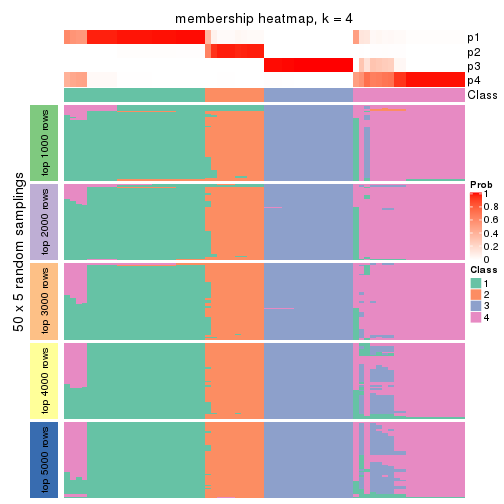 membership heatmap, k = 4
p1
p2
p3
p4
Class
50 x 5 random samplings
top 1000 rows
top 2000 rows
top 3000 rows
top 4000 rows
top 5000 rows
Prob
1
0.8
0.6
0.4
0.2
0
Class
1
2
3
4